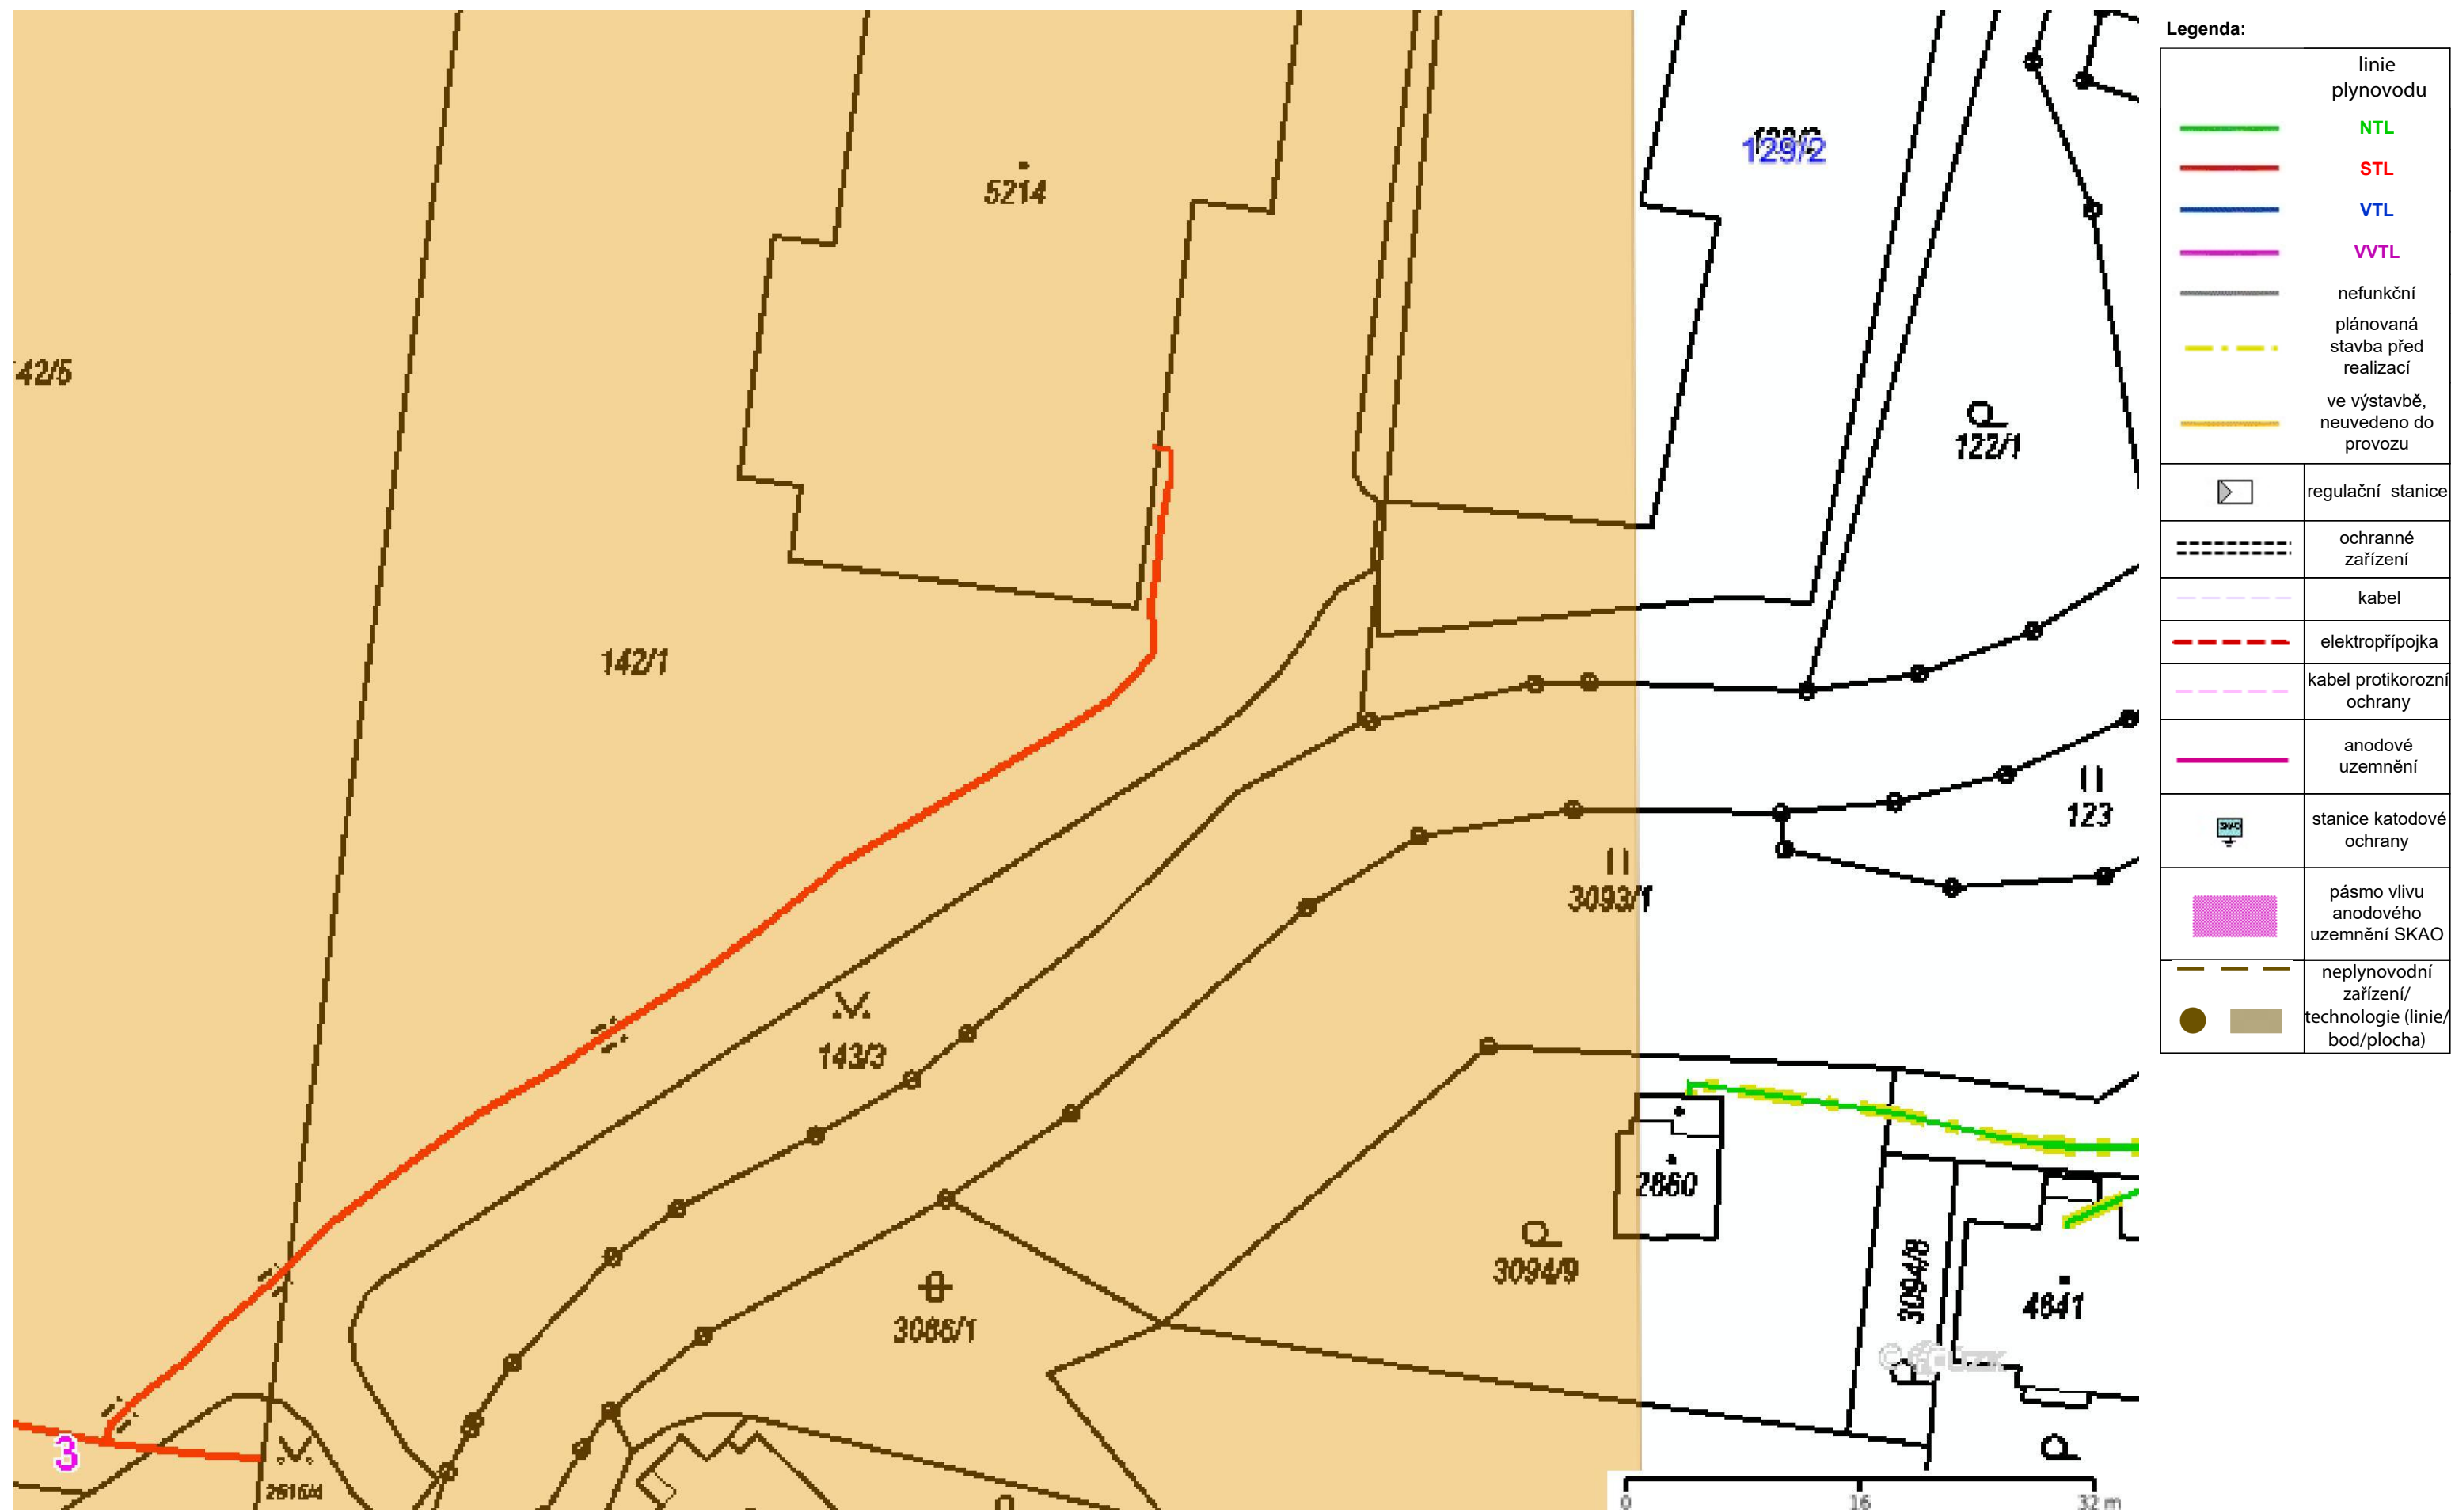 Legenda:
linie
plynovodu
NTL
STL
VTL
VVTL
nefunkční
plánovaná
stavba před
realizací
ve výstavbě,
neuvedeno do
provozu
regulační stanice
ochranné
zařízení
kabel
elektropřípojka
kabel protikorozní
ochrany
anodové
uzemnění
SKAO
stanice katodové
ochrany
pásmo vlivu
anodového
uzemnění SKAO
neplynovodní
zařízení/
technologie (linie/
bod/plocha)
129/2
5214
42/5
122/1
142/1
123
3093/1
143/3
2860
3094/9
3094/8
4641
3086/1
3
0 16 32 m